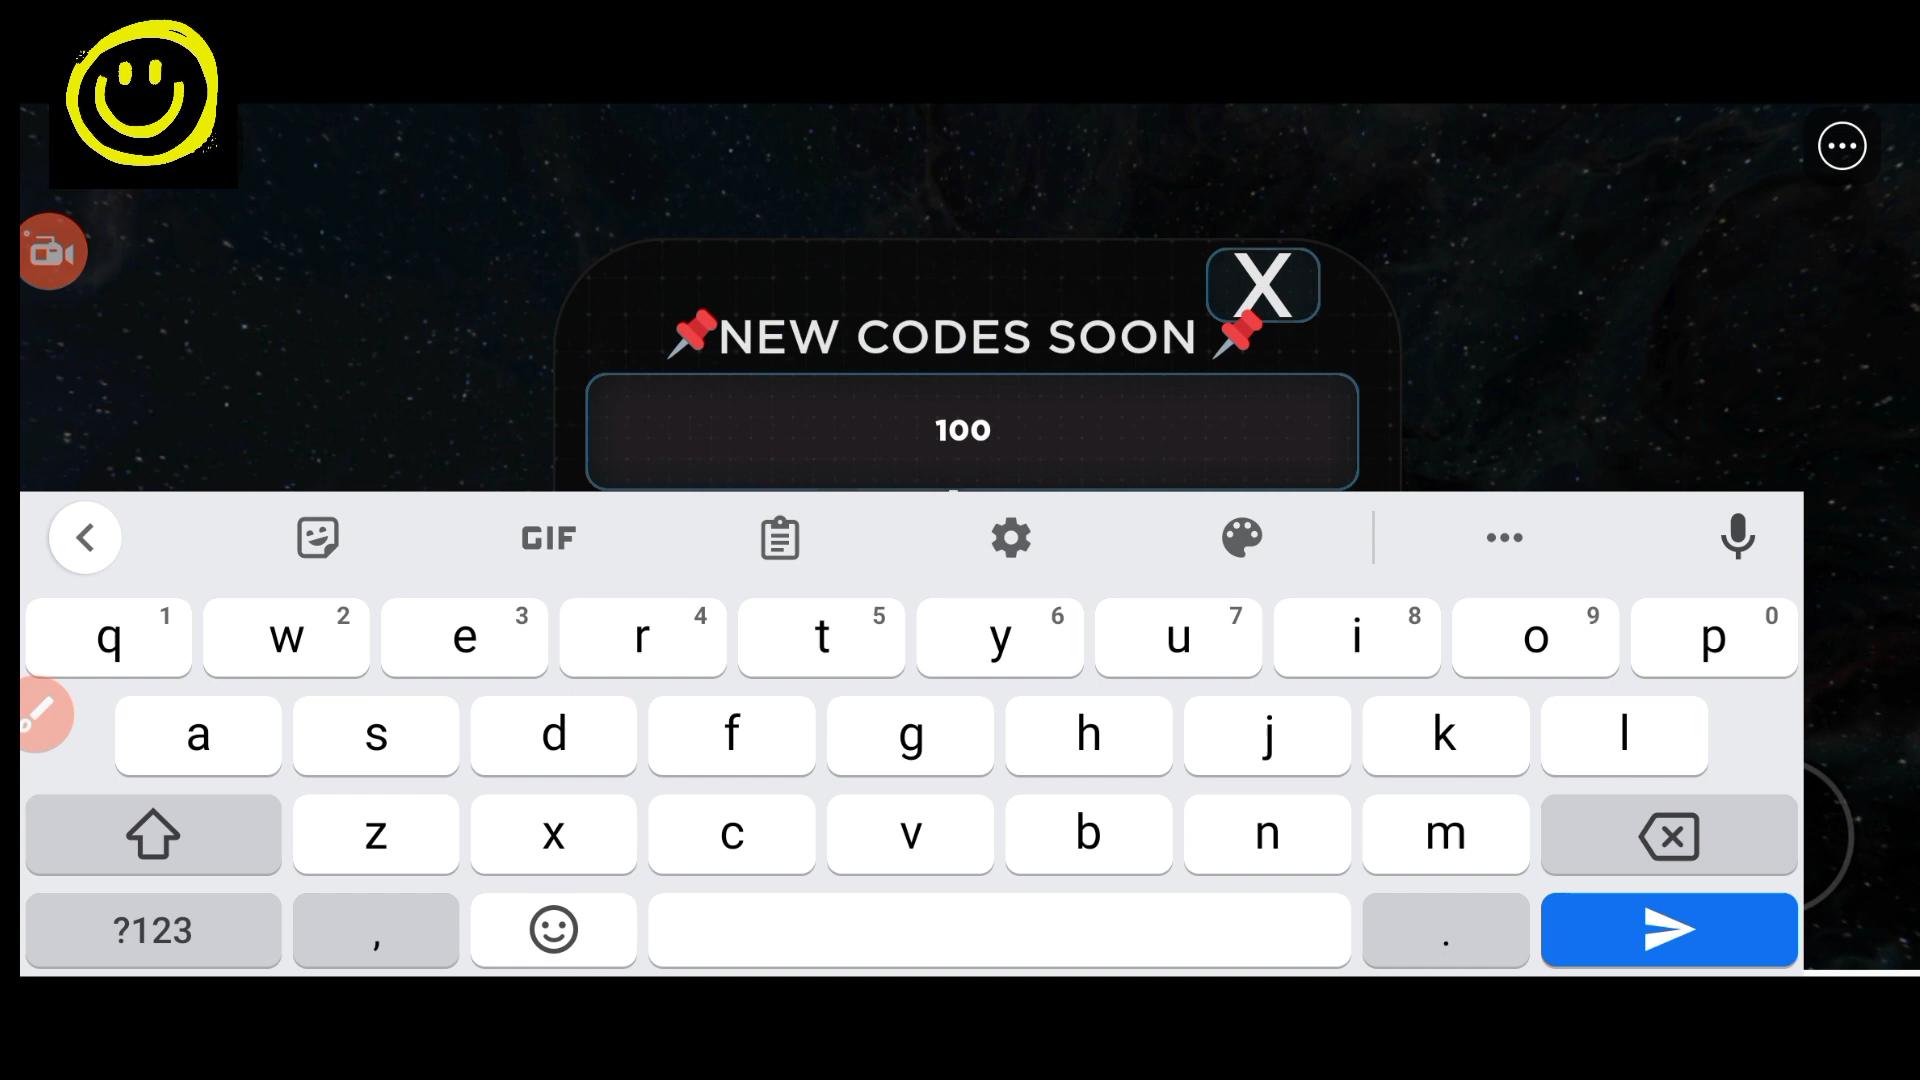 X
📌NEW CODES SOON 📌
100
GIF
q 1 w 2 e 3 r 4 t 5 y 6 u 7 i 8 o 9 p 0
a s d f g h j k l
z x c v b n m
?123 , .